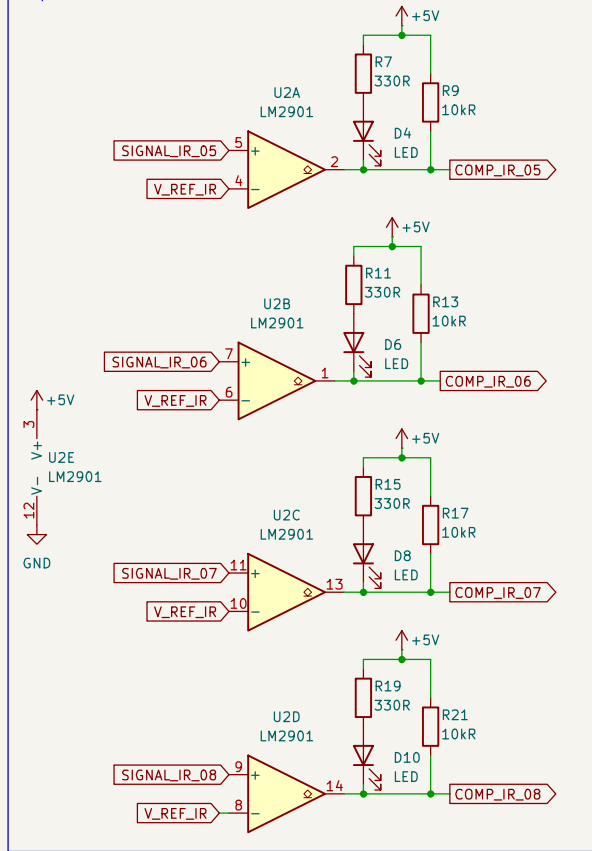 +5V
R7
330R
R9
10kR
U2A
LM2901
D4
LED
SIGNAL_IR_05
5
+
2
COMP_IR_05
V_REF_IR
4
−
+5V
R11
330R
R13
10kR
U2B
LM2901
D6
LED
SIGNAL_IR_06
7
+
1
COMP_IR_06
V_REF_IR
6
−
+5V
3
V+
U2E
LM2901
V−
12
GND
+5V
R15
330R
R17
10kR
U2C
LM2901
D8
LED
SIGNAL_IR_07
11
+
13
COMP_IR_07
V_REF_IR
10
−
+5V
R19
330R
R21
10kR
U2D
LM2901
D10
LED
SIGNAL_IR_08
9
+
14
COMP_IR_08
V_REF_IR
8
−